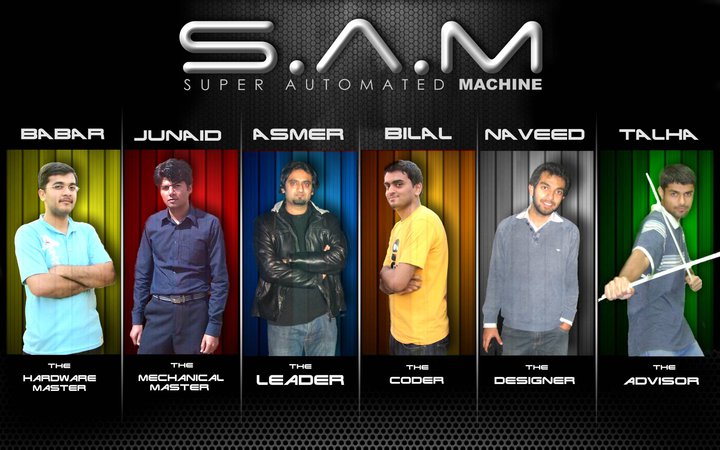 S.A.M
SUPER AUTOMATED MACHINE
BABAR
JUNAID
ASMER
BILAL
NAVEED
TALHA
THE
HARDWARE
MASTER
THE
MECHANICAL
MASTER
THE
LEADER
THE
CODER
THE
DESIGNER
THE
ADVISOR